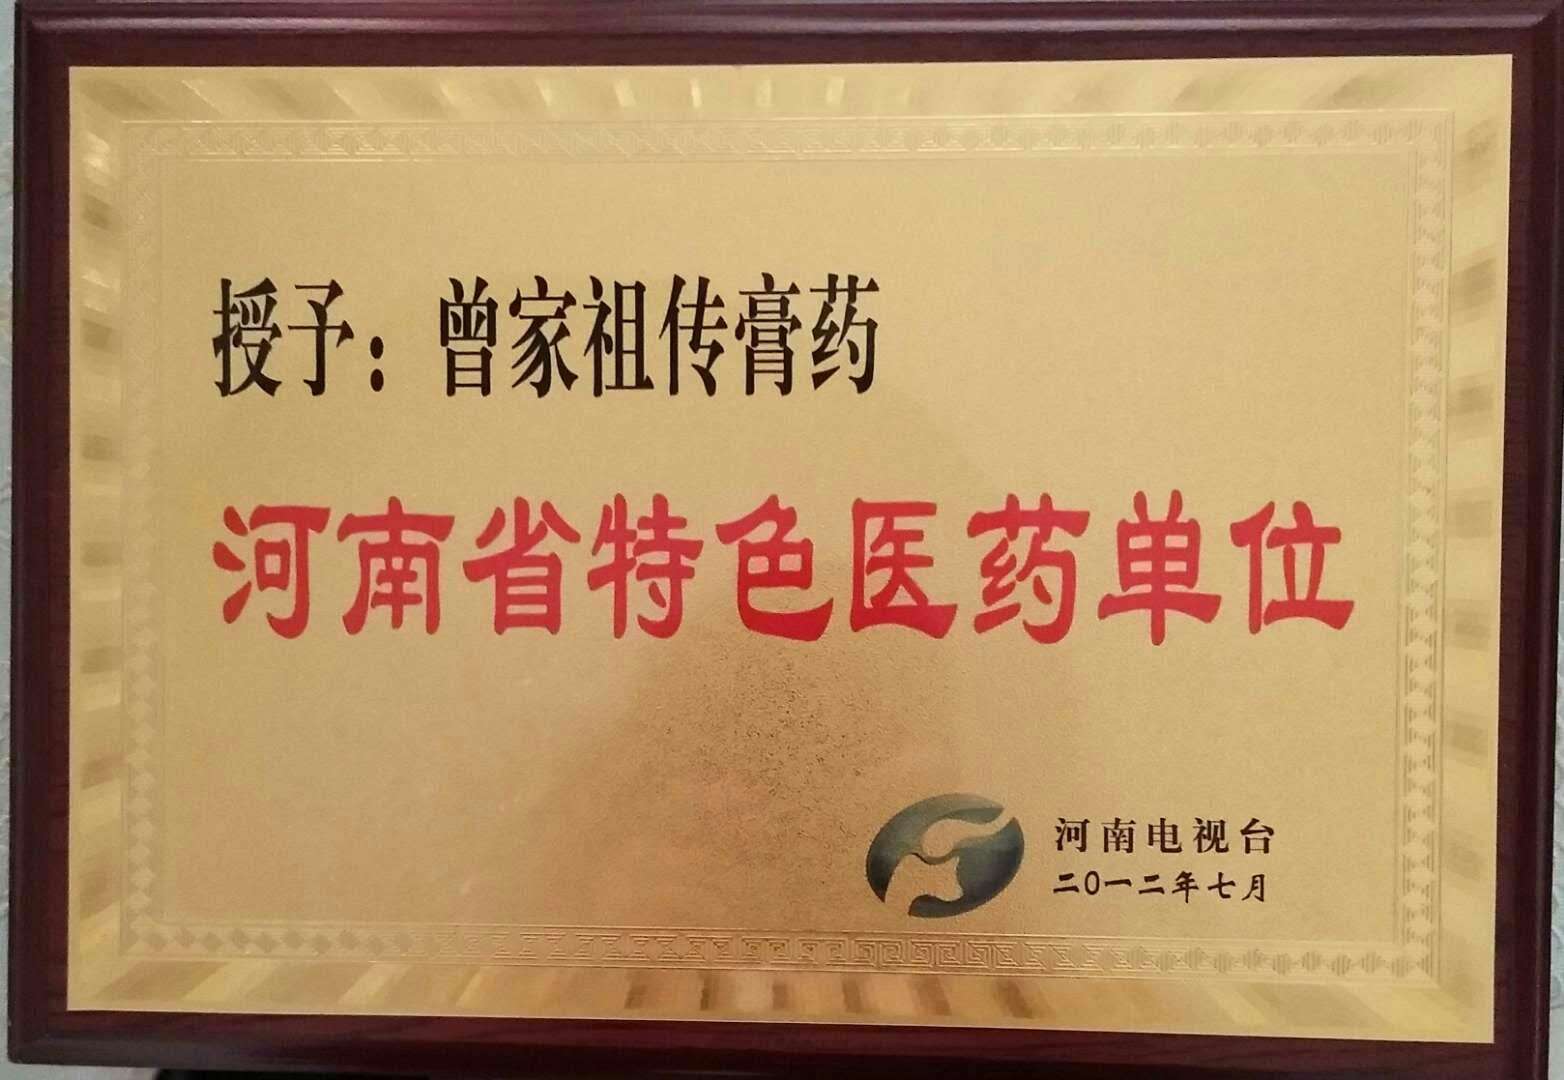 授予：曾家祖传膏药
河南省特色医药单位
河南电视台
二〇一二年七月